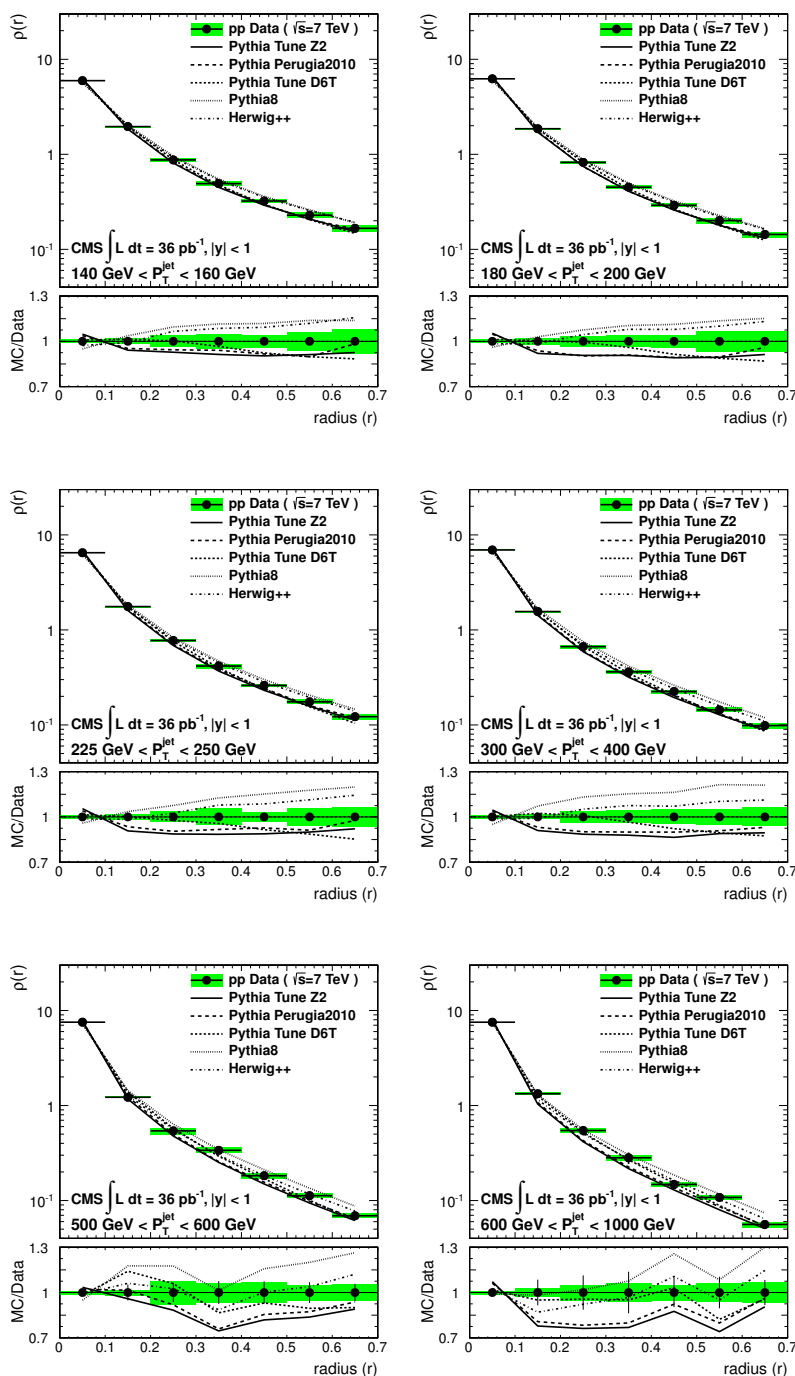 ρ(r)
pp Data ( √s=7 TeV )
Pythia Tune Z2
Pythia Perugia2010
Pythia Tune D6T
Pythia8
Herwig++
10
1
10⁻¹
CMS ∫L dt = 36 pb⁻¹, |y| < 1
140 GeV < P_T^jet < 160 GeV
MC/Data
1.3
1
0.7
0 0.1 0.2 0.3 0.4 0.5 0.6 0.7
radius (r)
ρ(r)
pp Data ( √s=7 TeV )
Pythia Tune Z2
Pythia Perugia2010
Pythia Tune D6T
Pythia8
Herwig++
10
1
10⁻¹
CMS ∫L dt = 36 pb⁻¹, |y| < 1
180 GeV < P_T^jet < 200 GeV
MC/Data
1.3
1
0.7
0 0.1 0.2 0.3 0.4 0.5 0.6 0.7
radius (r)
ρ(r)
pp Data ( √s=7 TeV )
Pythia Tune Z2
Pythia Perugia2010
Pythia Tune D6T
Pythia8
Herwig++
10
1
10⁻¹
CMS ∫L dt = 36 pb⁻¹, |y| < 1
225 GeV < P_T^jet < 250 GeV
MC/Data
1.3
1
0.7
0 0.1 0.2 0.3 0.4 0.5 0.6 0.7
radius (r)
ρ(r)
pp Data ( √s=7 TeV )
Pythia Tune Z2
Pythia Perugia2010
Pythia Tune D6T
Pythia8
Herwig++
10
1
10⁻¹
CMS ∫L dt = 36 pb⁻¹, |y| < 1
300 GeV < P_T^jet < 400 GeV
MC/Data
1.3
1
0.7
0 0.1 0.2 0.3 0.4 0.5 0.6 0.7
radius (r)
ρ(r)
pp Data ( √s=7 TeV )
Pythia Tune Z2
Pythia Perugia2010
Pythia Tune D6T
Pythia8
Herwig++
10
1
10⁻¹
CMS ∫L dt = 36 pb⁻¹, |y| < 1
500 GeV < P_T^jet < 600 GeV
MC/Data
1.3
1
0.7
0 0.1 0.2 0.3 0.4 0.5 0.6 0.7
radius (r)
ρ(r)
pp Data ( √s=7 TeV )
Pythia Tune Z2
Pythia Perugia2010
Pythia Tune D6T
Pythia8
Herwig++
10
1
10⁻¹
CMS ∫L dt = 36 pb⁻¹, |y| < 1
600 GeV < P_T^jet < 1000 GeV
MC/Data
1.3
1
0.7
0 0.1 0.2 0.3 0.4 0.5 0.6 0.7
radius (r)